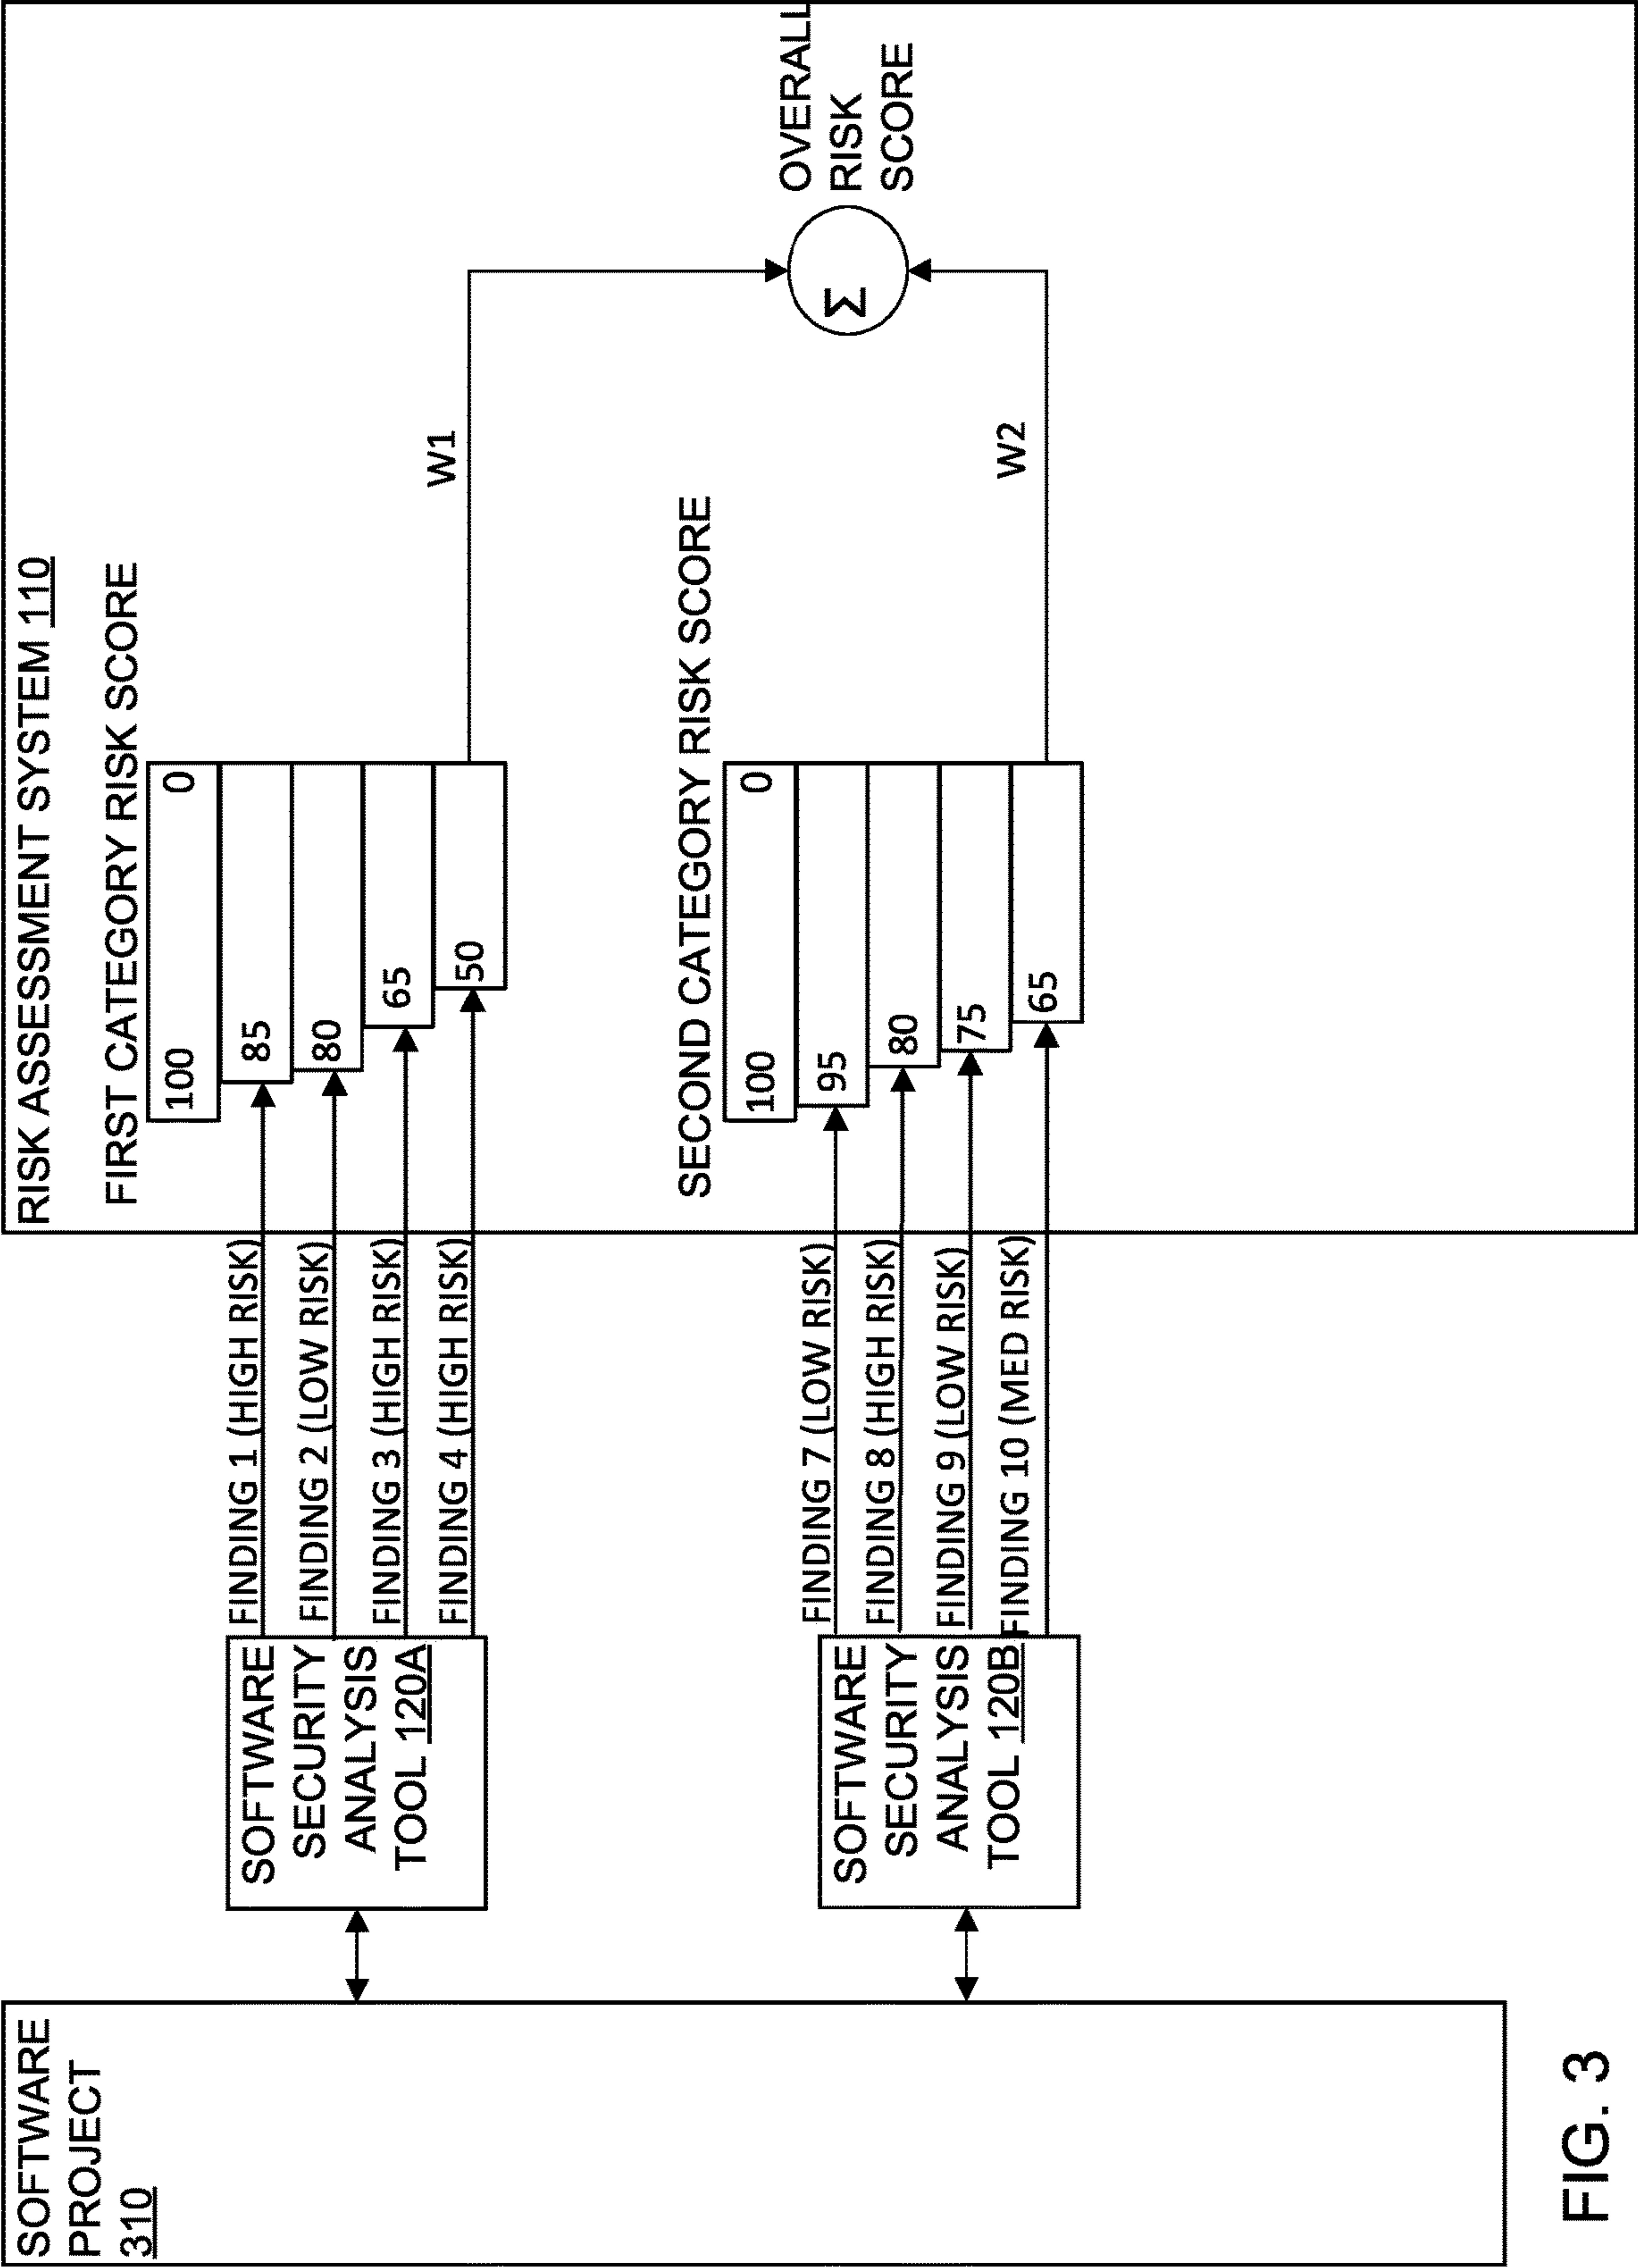 SOFTWARE
PROJECT
310
SOFTWARE
SECURITY
ANALYSIS
TOOL 120A
FINDING 1 (HIGH RISK)
FINDING 2 (LOW RISK)
FINDING 3 (HIGH RISK)
FINDING 4 (HIGH RISK)
SOFTWARE
SECURITY
ANALYSIS
TOOL 120B
FINDING 7 (LOW RISK)
FINDING 8 (HIGH RISK)
FINDING 9 (LOW RISK)
FINDING 10 (MED RISK)
RISK ASSESSMENT SYSTEM 110
FIRST CATEGORY RISK SCORE
100 0
85
80
65
50
W1
SECOND CATEGORY RISK SCORE
100 0
95
80
75
65
W2
Σ
OVERALL
RISK
SCORE
FIG. 3